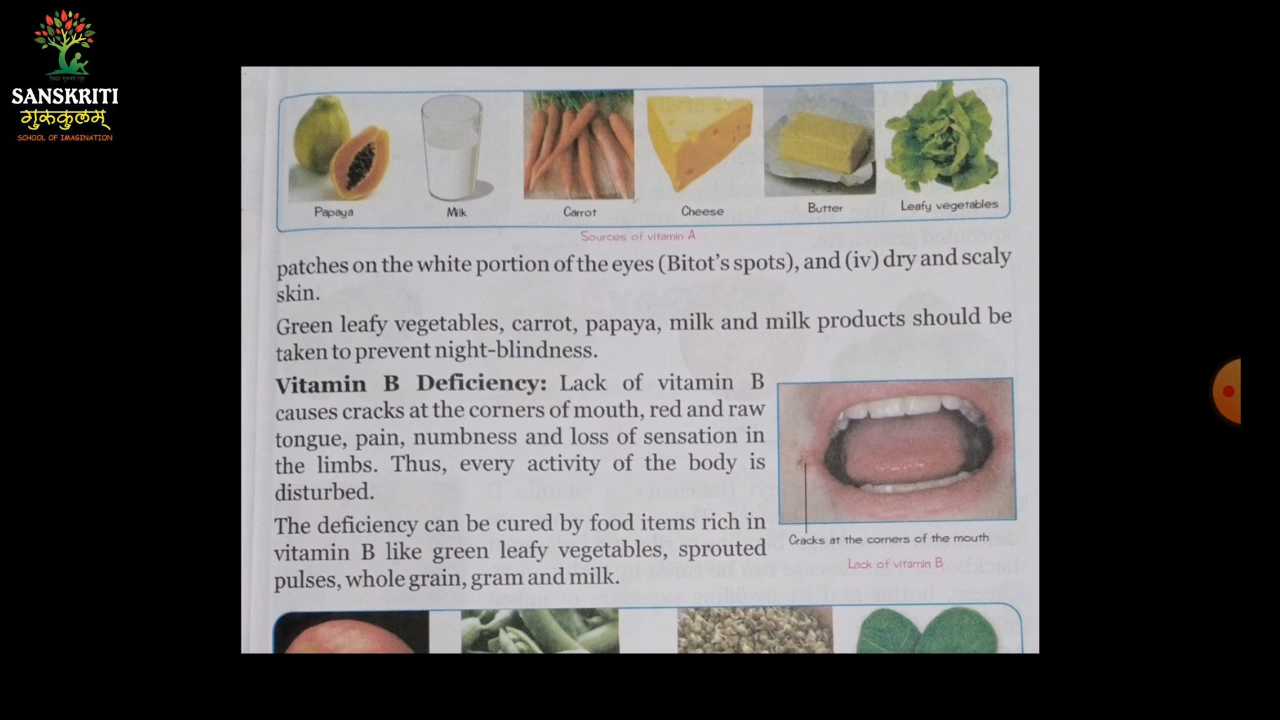 SANSKRITI
गुरुकुलम्
SCHOOL OF IMAGINATION
Papaya
Milk
Carrot
Cheese
Butter
Leafy vegetables
Sources of vitamin A
patches on the white portion of the eyes (Bitot's spots), and (iv) dry and scaly
skin.
Green leafy vegetables, carrot, papaya, milk and milk products should be
taken to prevent night-blindness.
Vitamin B Deficiency: Lack of vitamin B
causes cracks at the corners of mouth, red and raw
tongue, pain, numbness and loss of sensation in
the limbs. Thus, every activity of the body is
disturbed.
The deficiency can be cured by food items rich in
vitamin B like green leafy vegetables, sprouted
pulses, whole grain, gram and milk.
Cracks at the corners of the mouth
Lack of vitamin B